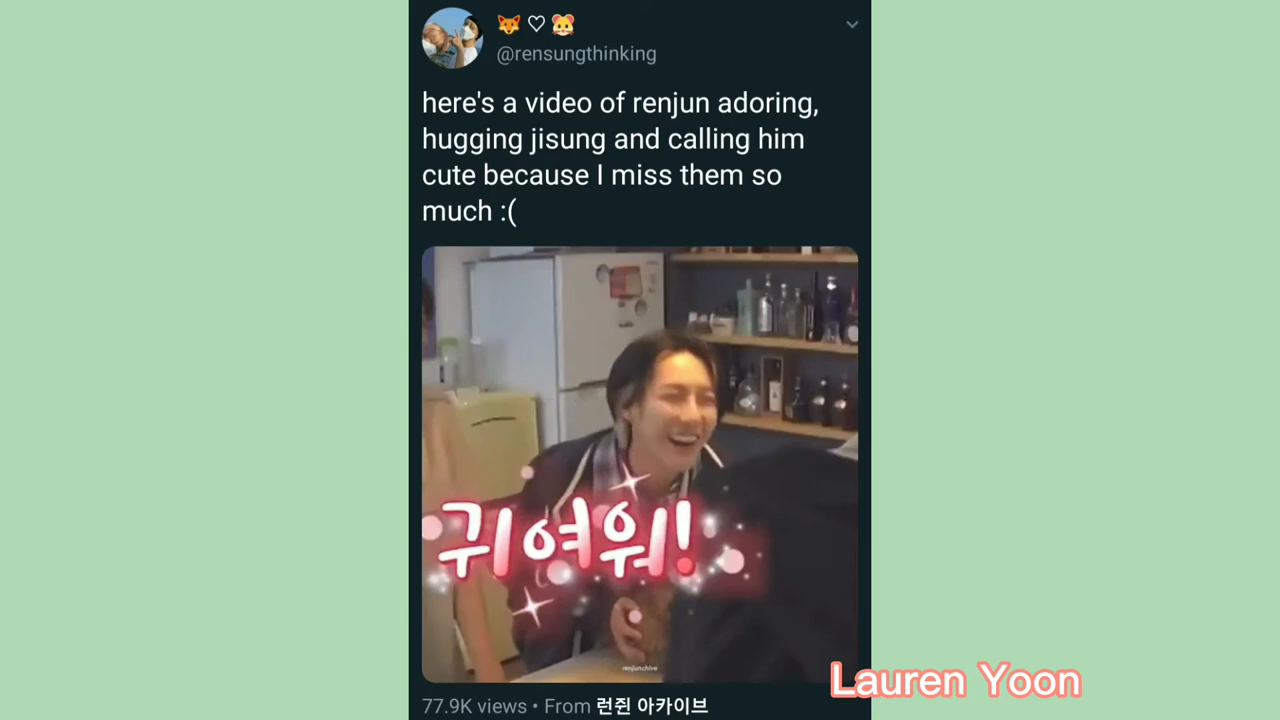 🦊♡🐹
@rensungthinking
here's a video of renjun adoring,
hugging jisung and calling him
cute because I miss them so
much :(
귀여워!
renjunchive
77.9K views • From 런쥔 아카이브
Lauren Yoon